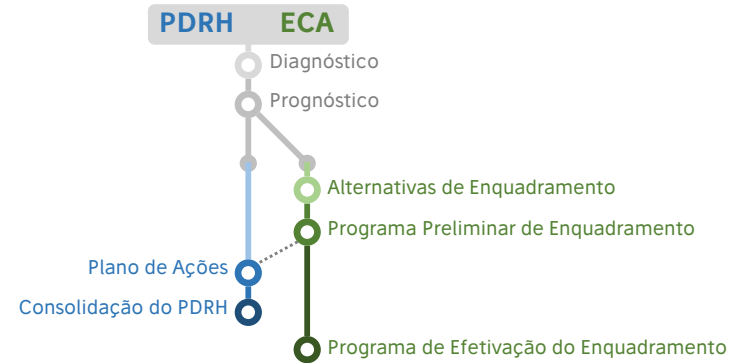 PDRH ECA
Diagnóstico
Prognóstico
Alternativas de Enquadramento
Programa Preliminar de Enquadramento
Plano de Ações
Consolidação do PDRH
Programa de Efetivação do Enquadramento